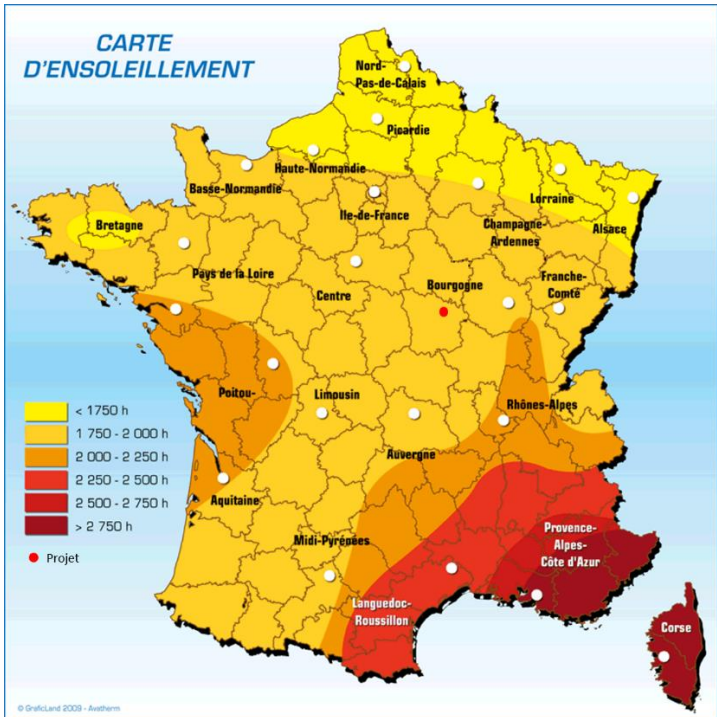 CARTE
D'ENSOLEILLEMENT
Nord-
Pas-de-Calais
Picardie
Haute-Normandie
Basse-Normandie
Ile-de-France
Lorraine
Champagne-
Ardennes
Alsace
Bretagne
Pays de la Loire
Centre
Bourgogne
Franche-
Comté
Poitou-
Limousin
Rhônes-Alpes
Auvergne
Aquitaine
Midi-Pyrénées
Provence-
Alpes-
Côte d'Azur
Languedoc-
Roussillon
Corse
< 1750 h
1 750 - 2 000 h
2 000 - 2 250 h
2 250 - 2 500 h
2 500 - 2 750 h
> 2 750 h
Projet
© GraficLand 2009 - Avatherm